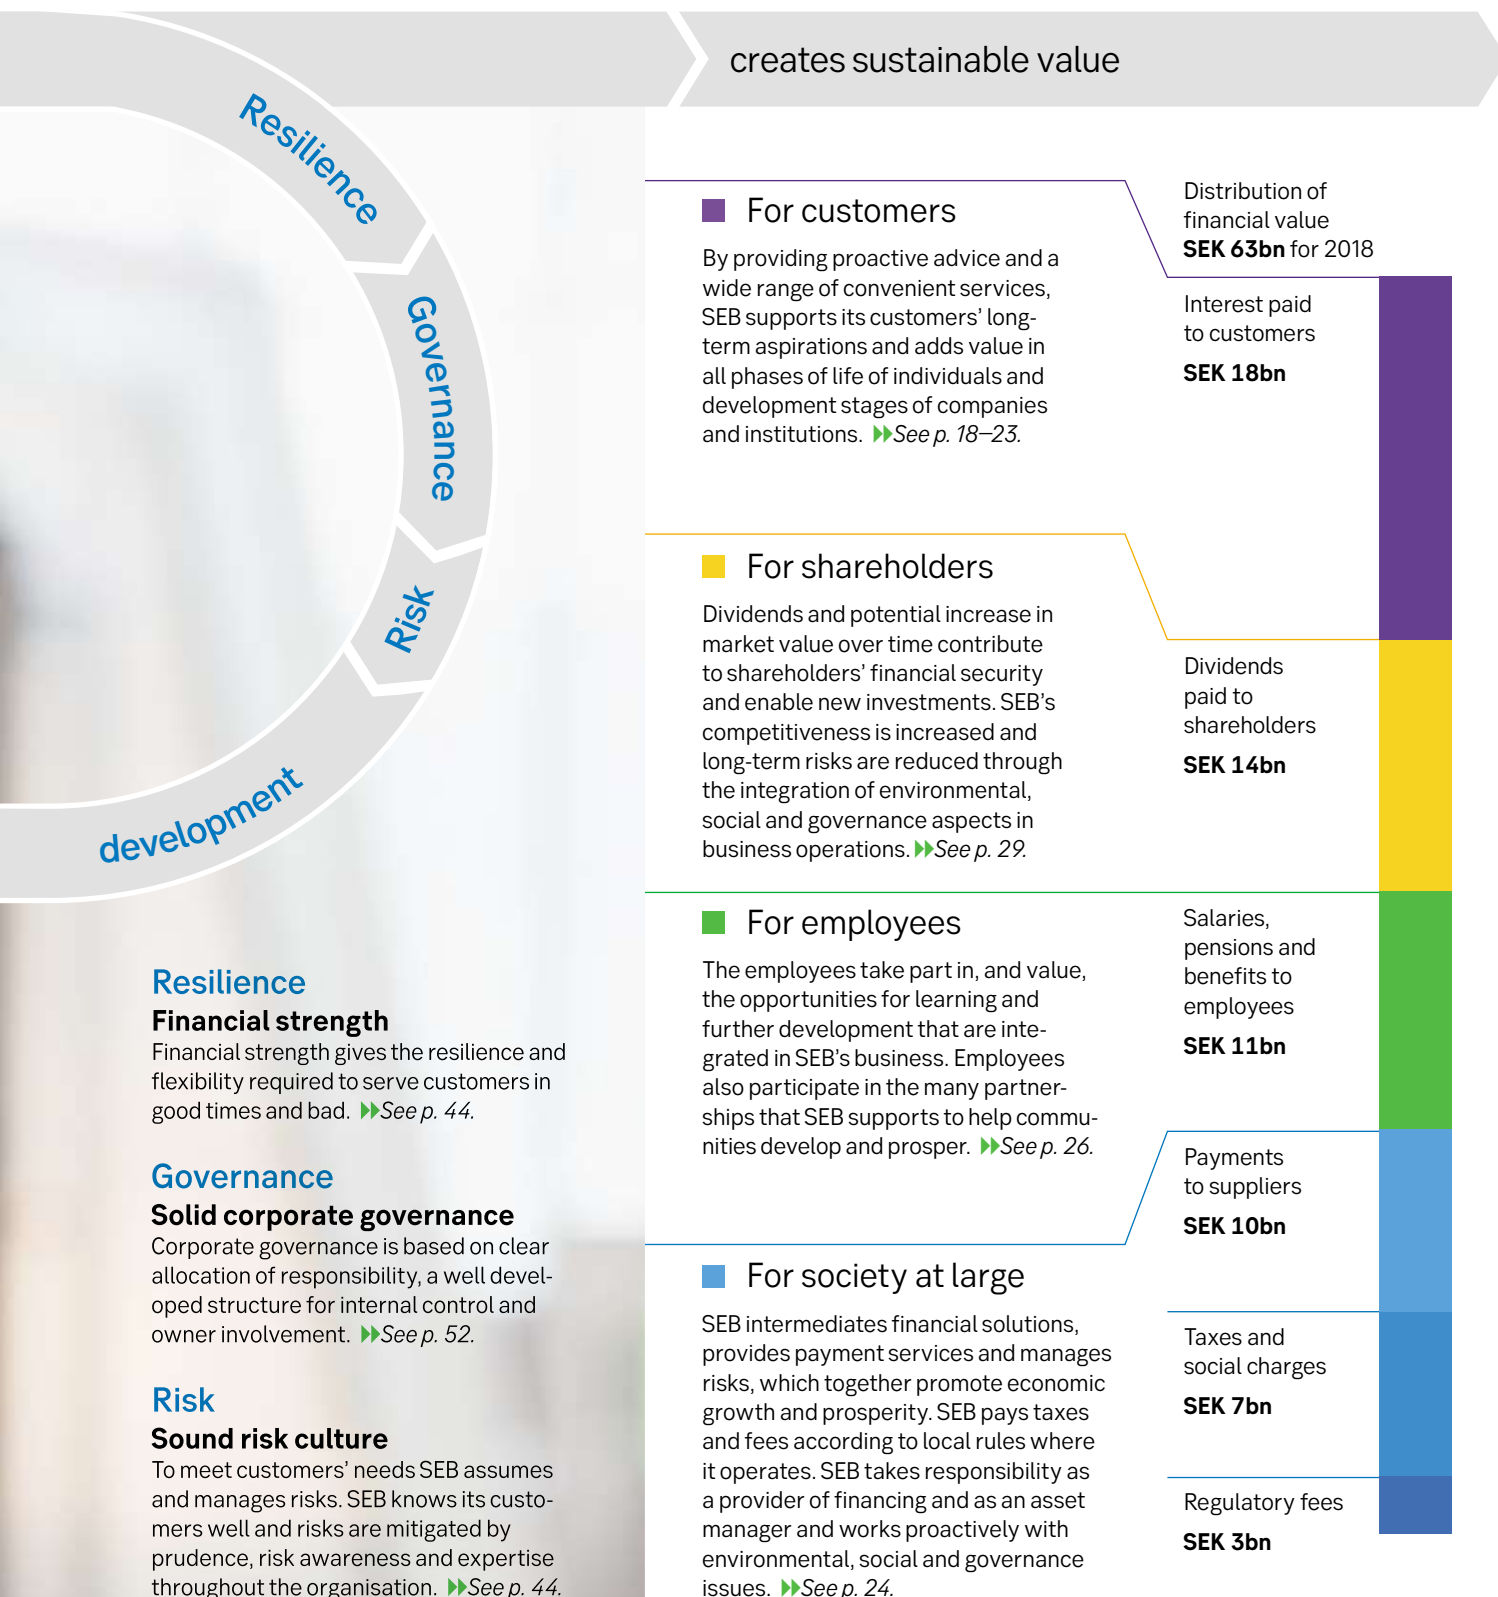 creates sustainable value
Resilience
Governance
Risk
development
Resilience
Financial strength
Financial strength gives the resilience and
flexibility required to serve customers in
good times and bad. See p. 44.
Governance
Solid corporate governance
Corporate governance is based on clear
allocation of responsibility, a well devel-
oped structure for internal control and
owner involvement. See p. 52.
Risk
Sound risk culture
To meet customers' needs SEB assumes
and manages risks. SEB knows its custo-
mers well and risks are mitigated by
prudence, risk awareness and expertise
throughout the organisation. See p. 44.
For customers
By providing proactive advice and a
wide range of convenient services,
SEB supports its customers' long-
term aspirations and adds value in
all phases of life of individuals and
development stages of companies
and institutions. See p. 18–23.
For shareholders
Dividends and potential increase in
market value over time contribute
to shareholders' financial security
and enable new investments. SEB's
competitiveness is increased and
long-term risks are reduced through
the integration of environmental,
social and governance aspects in
business operations. See p. 29.
For employees
The employees take part in, and value,
the opportunities for learning and
further development that are inte-
grated in SEB's business. Employees
also participate in the many partner-
ships that SEB supports to help commu-
nities develop and prosper. See p. 26.
For society at large
SEB intermediates financial solutions,
provides payment services and manages
risks, which together promote economic
growth and prosperity. SEB pays taxes
and fees according to local rules where
it operates. SEB takes responsibility as
a provider of financing and as an asset
manager and works proactively with
environmental, social and governance
issues. See p. 24.
Distribution of
financial value
SEK 63bn for 2018
Interest paid
to customers
SEK 18bn
Dividends
paid to
shareholders
SEK 14bn
Salaries,
pensions and
benefits to
employees
SEK 11bn
Payments
to suppliers
SEK 10bn
Taxes and
social charges
SEK 7bn
Regulatory fees
SEK 3bn